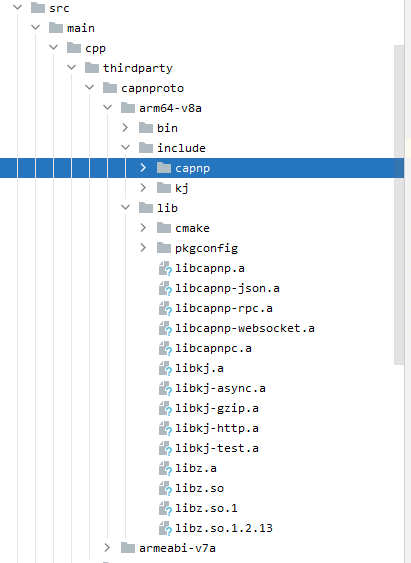 src
main
cpp
thirdparty
capnproto
arm64-v8a
bin
include
capnp
kj
lib
cmake
pkgconfig
libcapnp.a
libcapnp-json.a
libcapnp-rpc.a
libcapnp-websocket.a
libcapnpc.a
libkj.a
libkj-async.a
libkj-gzip.a
libkj-http.a
libkj-test.a
libz.a
libz.so
libz.so.1
libz.so.1.2.13
armeabi-v7a